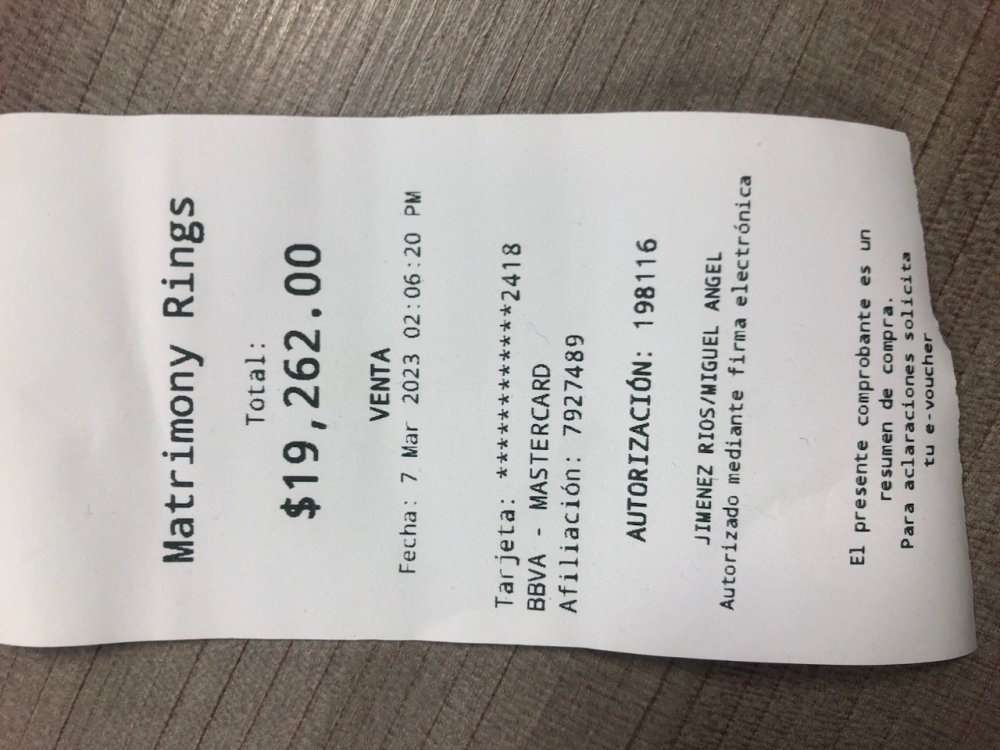 Matrimony Rings
Total:
$19,262.00
VENTA
Fecha: 7 Mar 2023 02:06:20 PM
Tarjeta: ************2418
BBVA - MASTERCARD
Afiliación: 7927489
AUTORIZACIÓN: 198116
JIMENEZ RIOS/MIGUEL ANGEL
Autorizado mediante firma electrónica
El presente comprobante es un
resumen de compra.
Para aclaraciones solicita
tu e-voucher